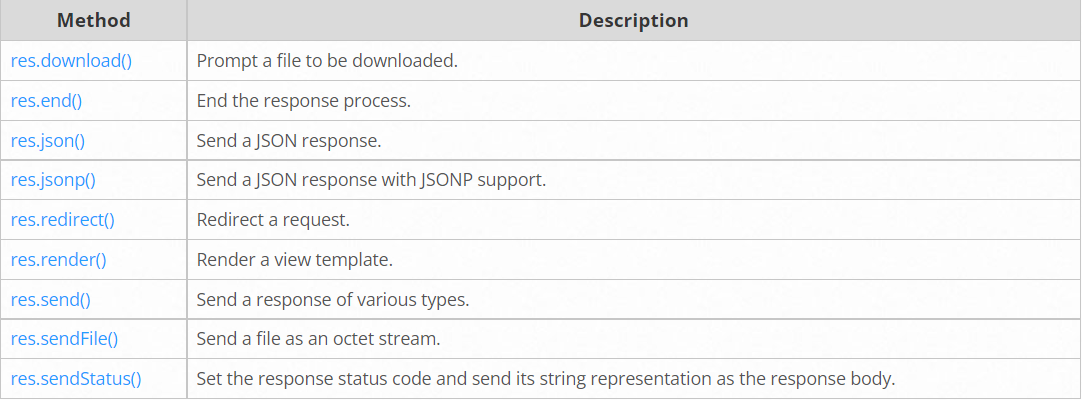 Method Description
res.download() Prompt a file to be downloaded.
res.end() End the response process.
res.json() Send a JSON response.
res.jsonp() Send a JSON response with JSONP support.
res.redirect() Redirect a request.
res.render() Render a view template.
res.send() Send a response of various types.
res.sendFile() Send a file as an octet stream.
res.sendStatus() Set the response status code and send its string representation as the response body.